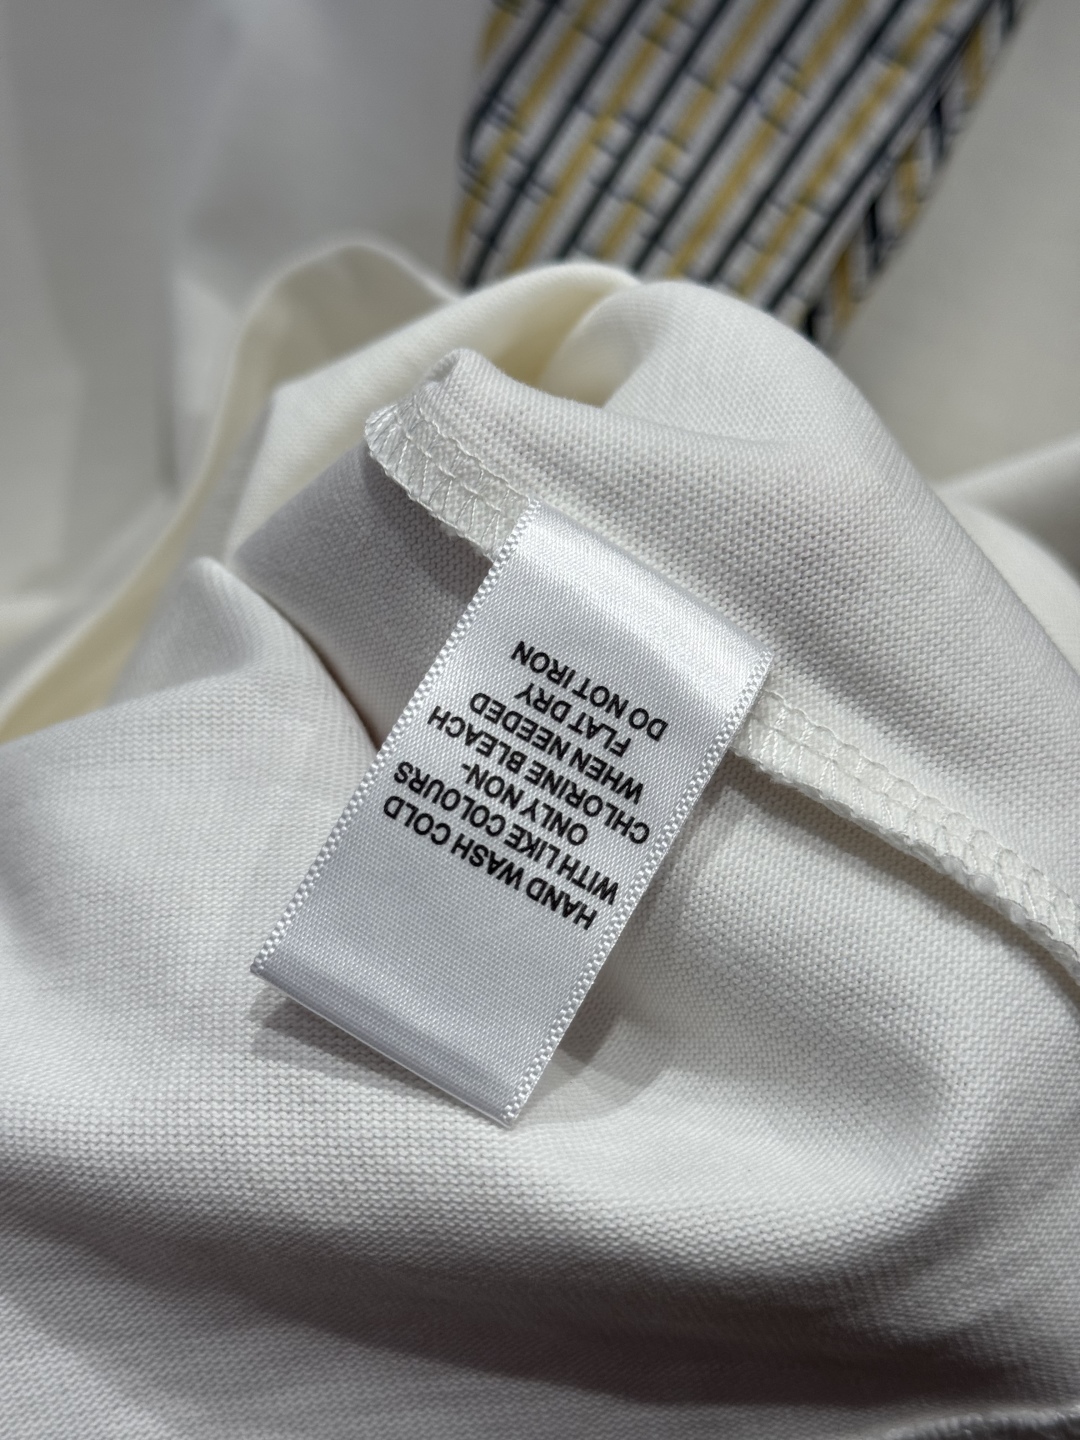 HAND WASH COLD
WITH LIKE COLOURS
ONLY NON-
CHLORINE BLEACH
WHEN NEEDED
FLAT DRY
DO NOT IRON